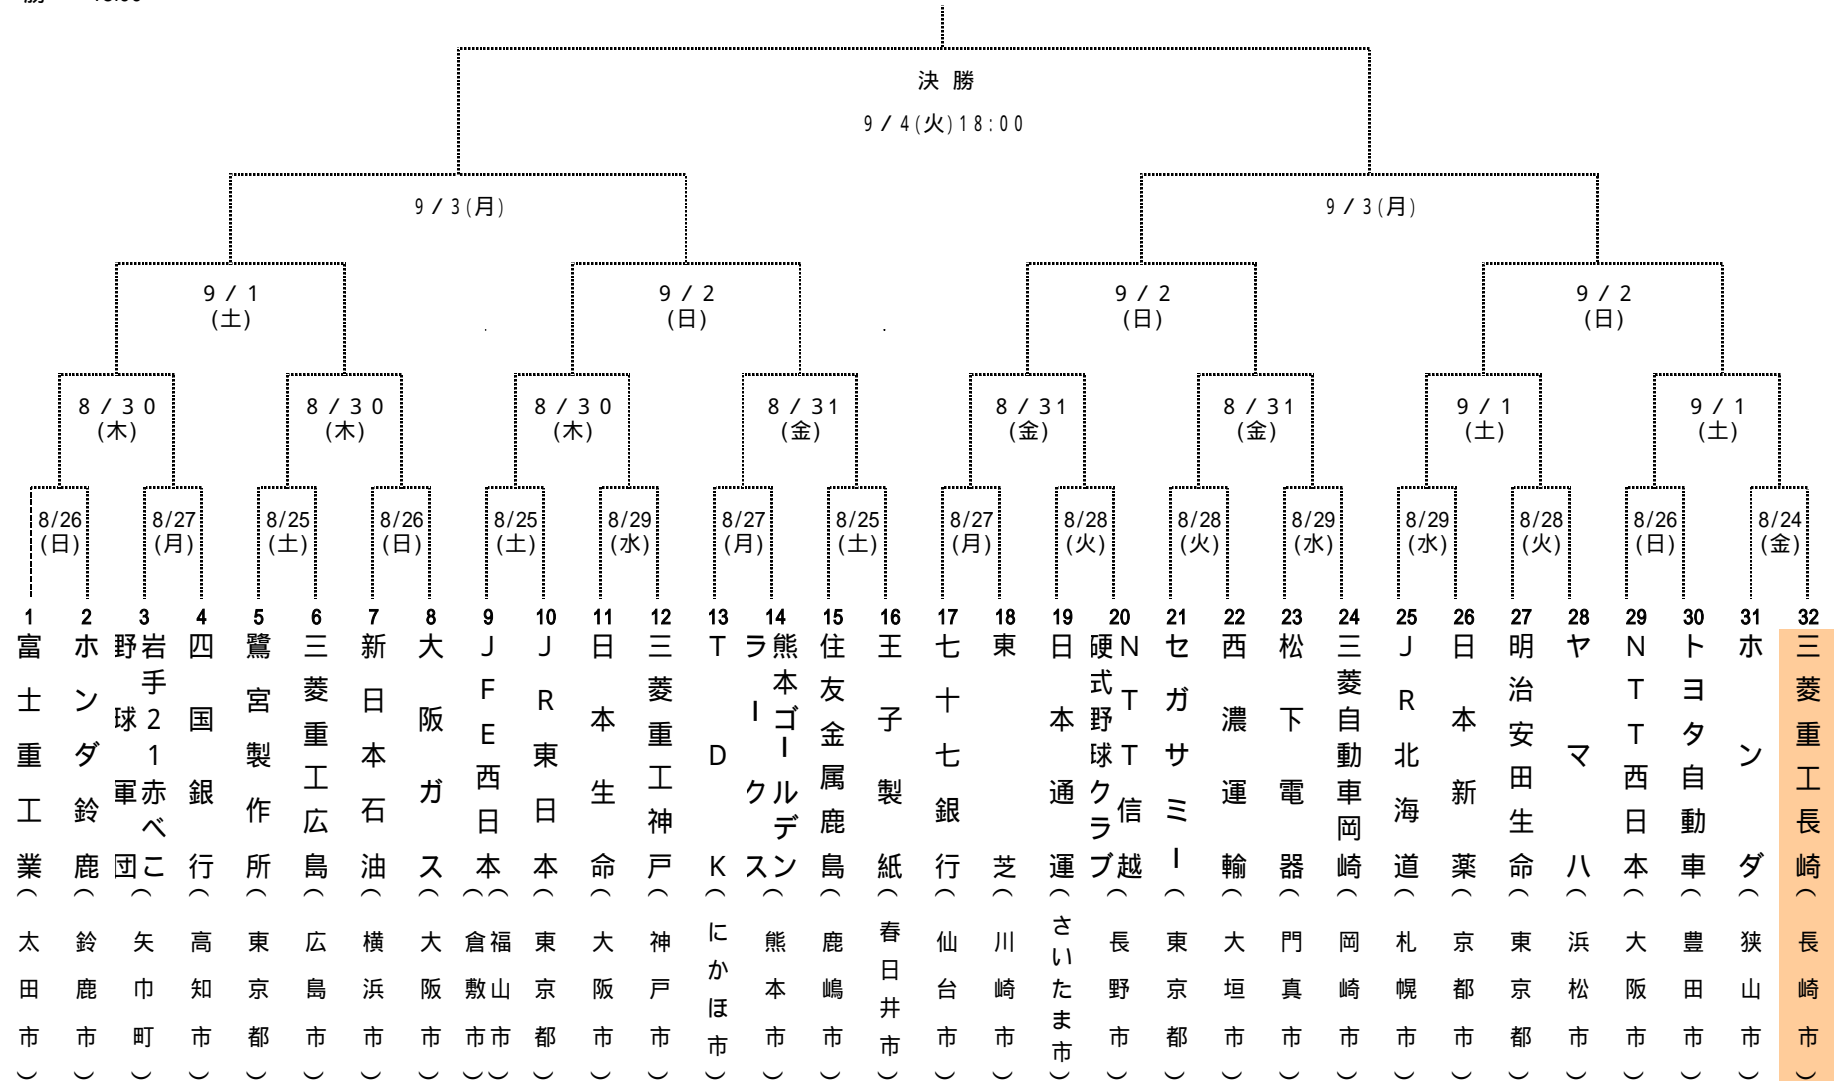 決勝
9/4(火)18:00
9/3(月)
9/3(月)
9/1
(土)
9/2
(日)
9/2
(日)
9/2
(日)
8/30
(木)
8/30
(木)
8/30
(木)
8/31
(金)
8/31
(金)
8/31
(金)
9/1
(土)
9/1
(土)
8/26
(日)
8/27
(月)
8/25
(土)
8/26
(日)
8/25
(土)
8/29
(水)
8/27
(月)
8/25
(土)
8/27
(月)
8/28
(火)
8/28
(火)
8/29
(水)
8/29
(水)
8/28
(火)
8/26
(日)
8/24
(金)
1
富士重工業(太田市)
2
ホンダ鈴鹿(鈴鹿市)
3
岩手21赤べこ
野球軍団
(矢巾町)
4
四国銀行(高知市)
5
鷺宮製作所(東京都)
6
三菱重工広島(広島市)
7
新日本石油(横浜市)
8
大阪ガス(大阪市)
9
JFE西日本
(福山市
(倉敷市)
10
JR東日本(東京都)
11
日本生命(大阪市)
12
三菱重工神戸(神戸市)
13
TDK(にかほ市)
14
熊本ゴールデン
ラークス
(熊本市)
15
住友金属鹿島(鹿嶋市)
16
王子製紙(春日井市)
17
七十七銀行(仙台市)
18
東芝(川崎市)
19
日本通運(さいたま市)
20
NTT信越
硬式野球クラブ
(長野市)
21
セガサミー(東京都)
22
西濃運輸(大垣市)
23
松下電器(門真市)
24
三菱自動車岡崎(岡崎市)
25
JR北海道(札幌市)
26
日本新薬(京都市)
27
明治安田生命(東京都)
28
ヤマハ(浜松市)
29
NTT西日本(大阪市)
30
トヨタ自動車(豊田市)
31
ホンダ(狭山市)
32
三菱重工長崎(長崎市)